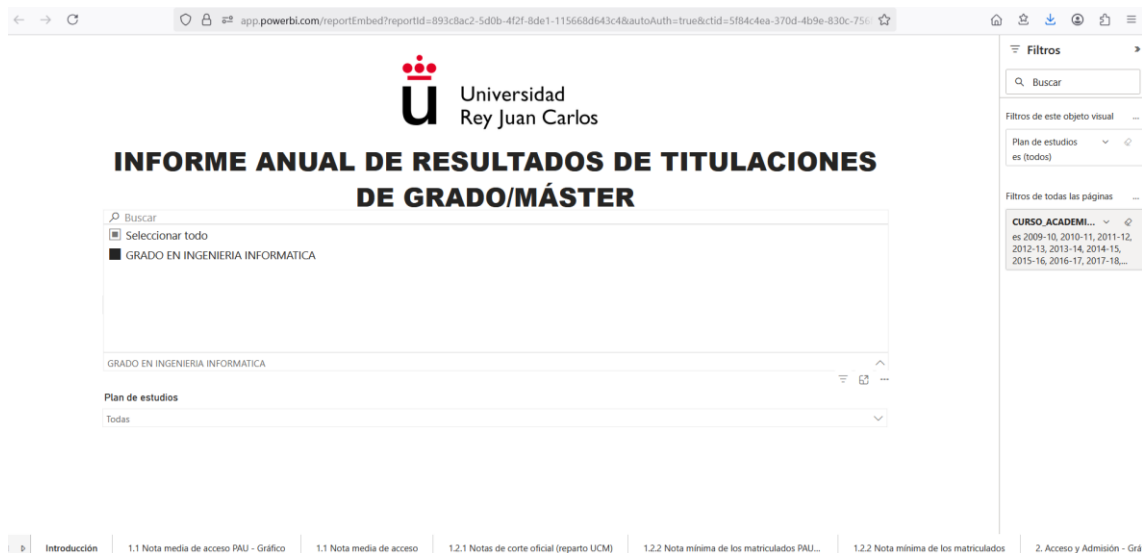 app.powerbi.com/reportEmbed?reportId=893c8ac2-5d0b-4f2f-8de1-115668d643c4&autoAuth=true&ctid=5f84c4ea-370d-4b9e-830c-756
Universidad
Rey Juan Carlos
INFORME ANUAL DE RESULTADOS DE TITULACIONES
DE GRADO/MÁSTER
Buscar
Seleccionar todo
GRADO EN INGENIERIA INFORMATICA
GRADO EN INGENIERIA INFORMATICA
Plan de estudios
Todas
Filtros
Buscar
Filtros de este objeto visual ...
Plan de estudios
es (todos)
Filtros de todas las páginas ...
CURSO_ACADEMI...
es 2009-10, 2010-11, 2011-12,
2012-13, 2013-14, 2014-15,
2015-16, 2016-17, 2017-18,...
Introducción
1.1 Nota media de acceso PAU - Gráfico
1.1 Nota media de acceso
1.2.1 Notas de corte oficial (reparto UCM)
1.2.2 Nota mínima de los matriculados PAU...
1.2.2 Nota mínima de los matriculados
2. Acceso y Admisión - Grá